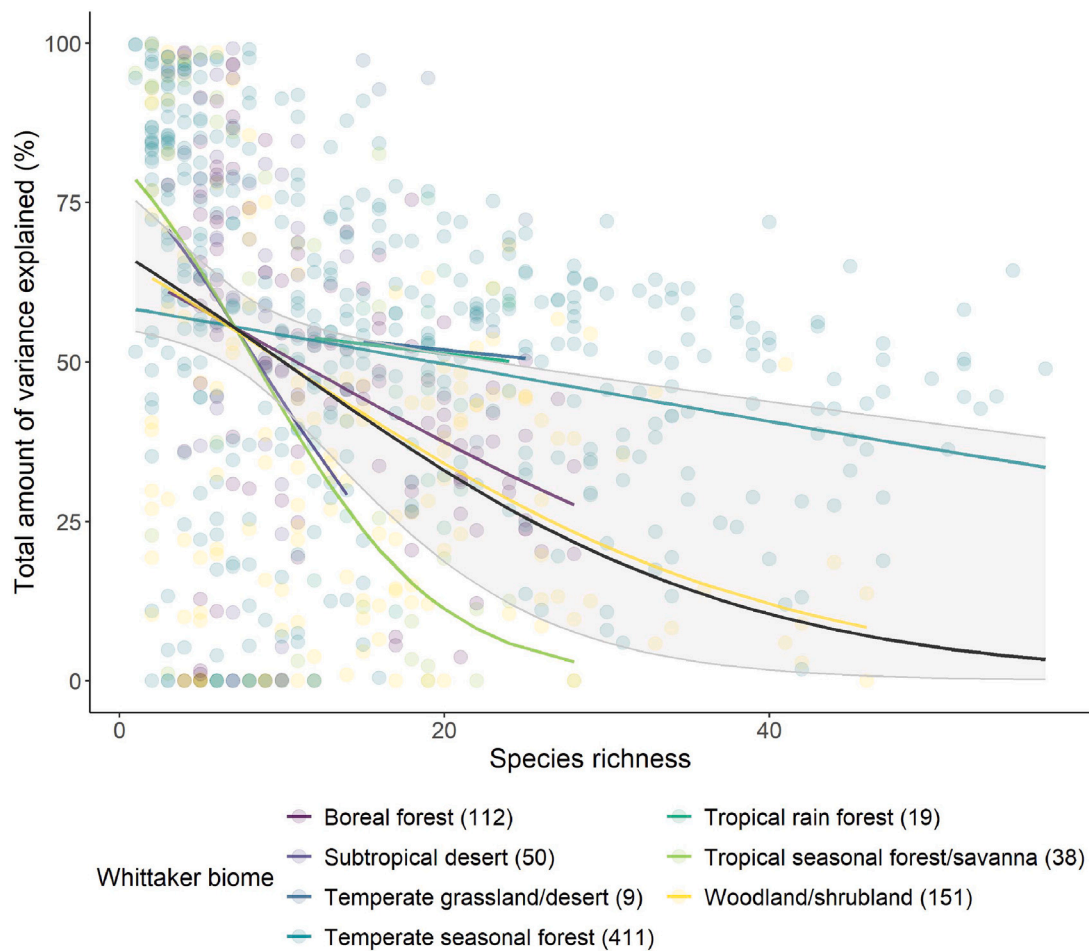 Total amount of variance explained (%)
100
75
50
25
0
0 20 40
Species richness
Whittaker biome
Boreal forest (112)
Subtropical desert (50)
Temperate grassland/desert (9)
Temperate seasonal forest (411)
Tropical rain forest (19)
Tropical seasonal forest/savanna (38)
Woodland/shrubland (151)